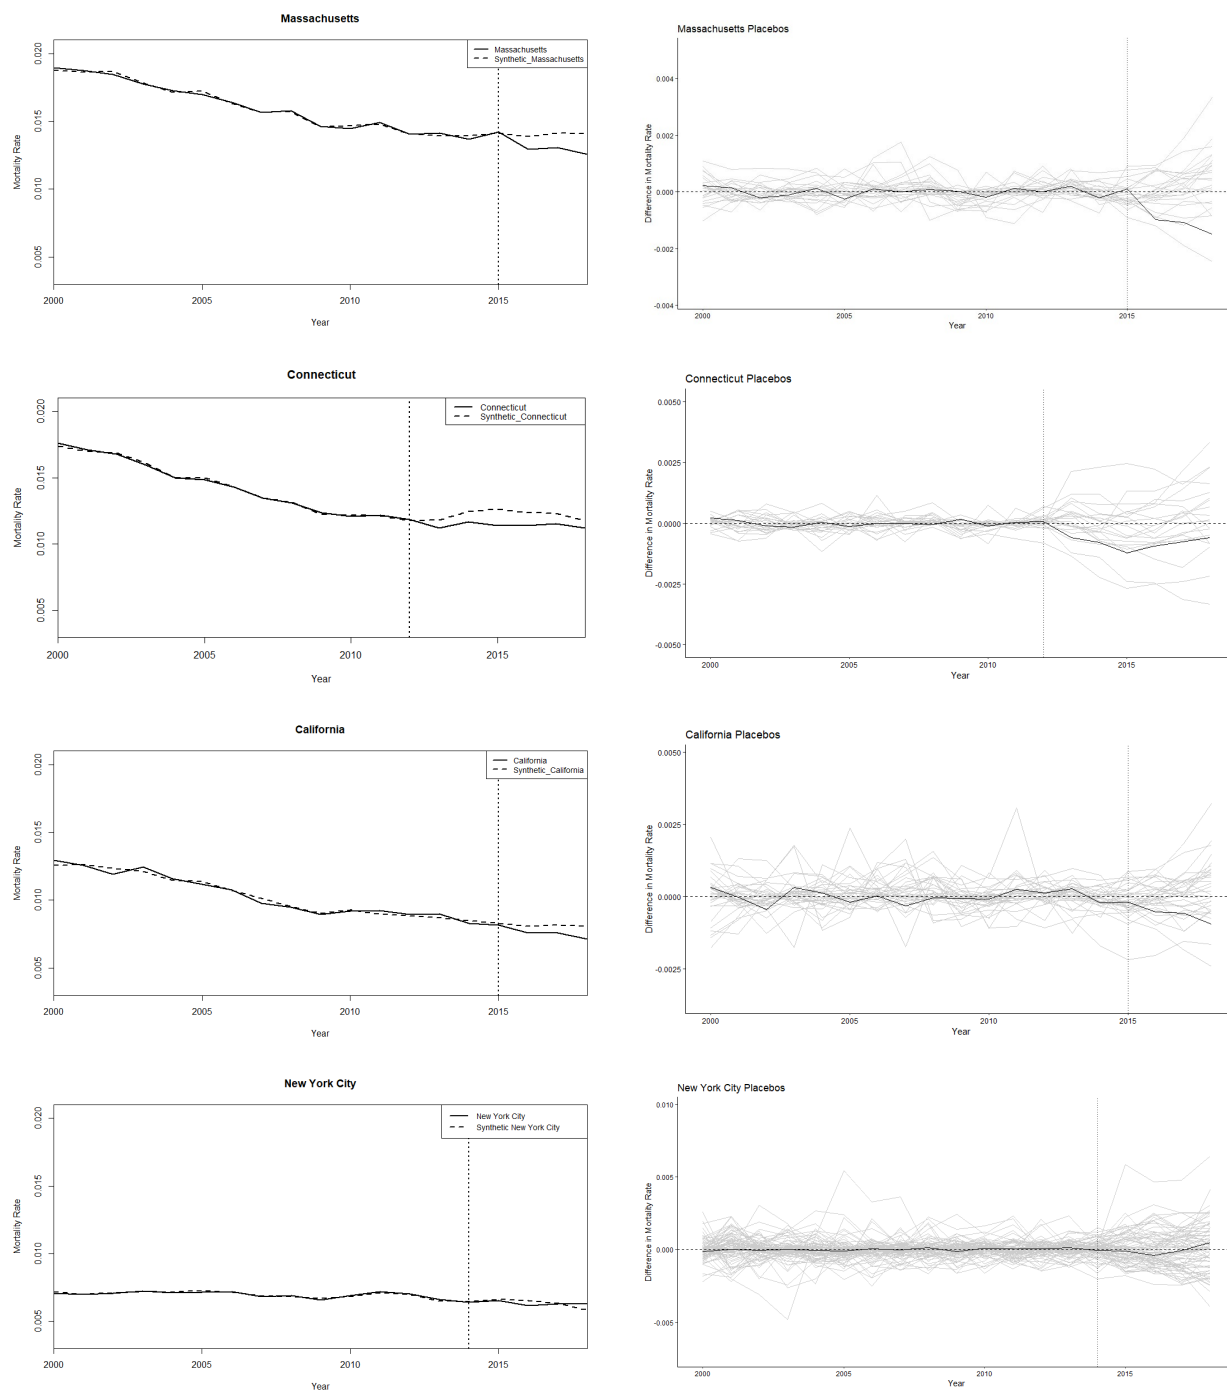 Massachusetts
Massachusetts
Synthetic_Massachusetts
0.020
0.015
0.010
0.005
Mortality Rate
2000 2005 2010 2015
Year
Massachusetts Placebos
0.004
0.002
0.000
-0.002
-0.004
Difference in Mortality Rate
2000 2005 2010 2015
Year
Connecticut
Connecticut
Synthetic_Connecticut
0.020
0.015
0.010
0.005
Mortality Rate
2000 2005 2010 2015
Year
Connecticut Placebos
0.0050
0.0025
0.0000
-0.0025
-0.0050
Difference in Mortality Rate
2000 2005 2010 2015
Year
California
California
Synthetic_California
0.020
0.015
0.010
0.005
Mortality Rate
2000 2005 2010 2015
Year
California Placebos
0.0050
0.0025
0.0000
-0.0025
Difference in Mortality Rate
2000 2005 2010 2015
Year
New York City
New York City
Synthetic New York City
0.020
0.015
0.010
0.005
Mortality Rate
2000 2005 2010 2015
Year
New York City Placebos
0.010
0.005
0.000
-0.005
Difference in Mortality Rate
2000 2005 2010 2015
Year